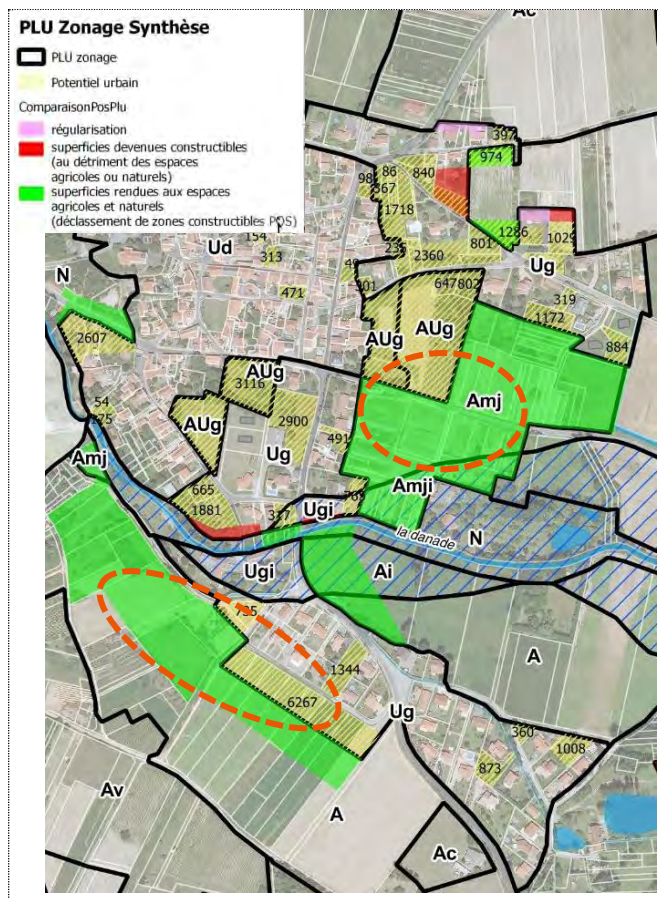 PLU Zonage Synthèse
PLU zonage
Potentiel urbain
ComparaisonPosPlu
régularisation
superficies devenues constructibles
(au détriment des espaces
agricoles ou naturels)
superficies rendues aux espaces
agricoles et naturels
(déclassement de zones constructibles POS)
Ac
397
974
98
86
840
367
1718
1286
1029
801
154
Ud
313
2360
Ug
N
471
647802
319
1172
AUg
AUg
884
2607
AUg
3116
Amj
54
AUg
2900
Ug
491
Amj
Amji
665
1881
317
Ugi
la danade
N
Ugi
Ai
A
1344
6267
Ug
360
1008
873
Av
A
Ac